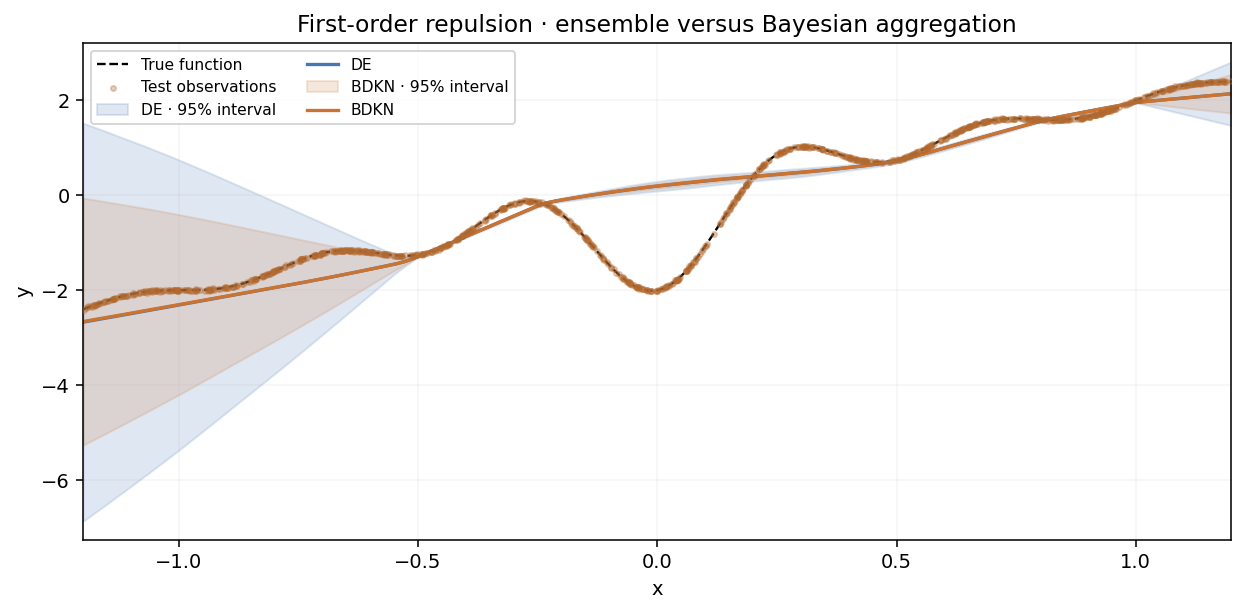 First-order repulsion · ensemble versus Bayesian aggregation
True function
Test observations
DE · 95% interval
DE
BDKN · 95% interval
BDKN
y
2
0
−2
−4
−6
−1.0
−0.5
0.0
0.5
1.0
x